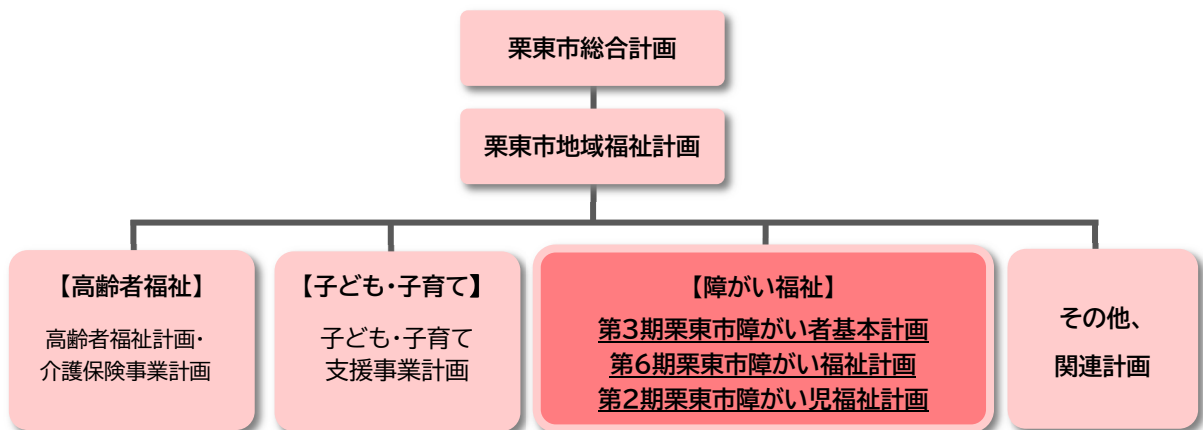 栗東市総合計画
栗東市地域福祉計画
【高齢者福祉】
高齢者福祉計画・
介護保険事業計画
【子ども・子育て】
子ども・子育て
支援事業計画
【障がい福祉】
第3期栗東市障がい者基本計画
第6期栗東市障がい福祉計画
第2期栗東市障がい児福祉計画
その他、
関連計画